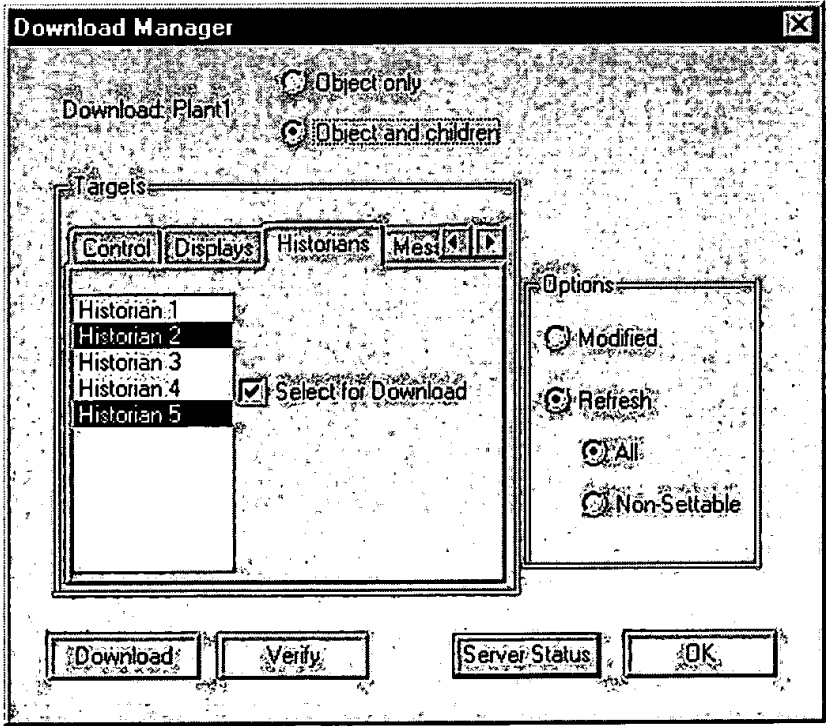 Download Manager
Object only
Download: Plant1
Object and children
Targets
Control Displays Historians Mes
Historian 1
Historian 2
Historian 3
Historian 4
Historian 5
Select for Download
Options
Modified
Refresh
All
Non-Settable
Download Verify Server Status OK